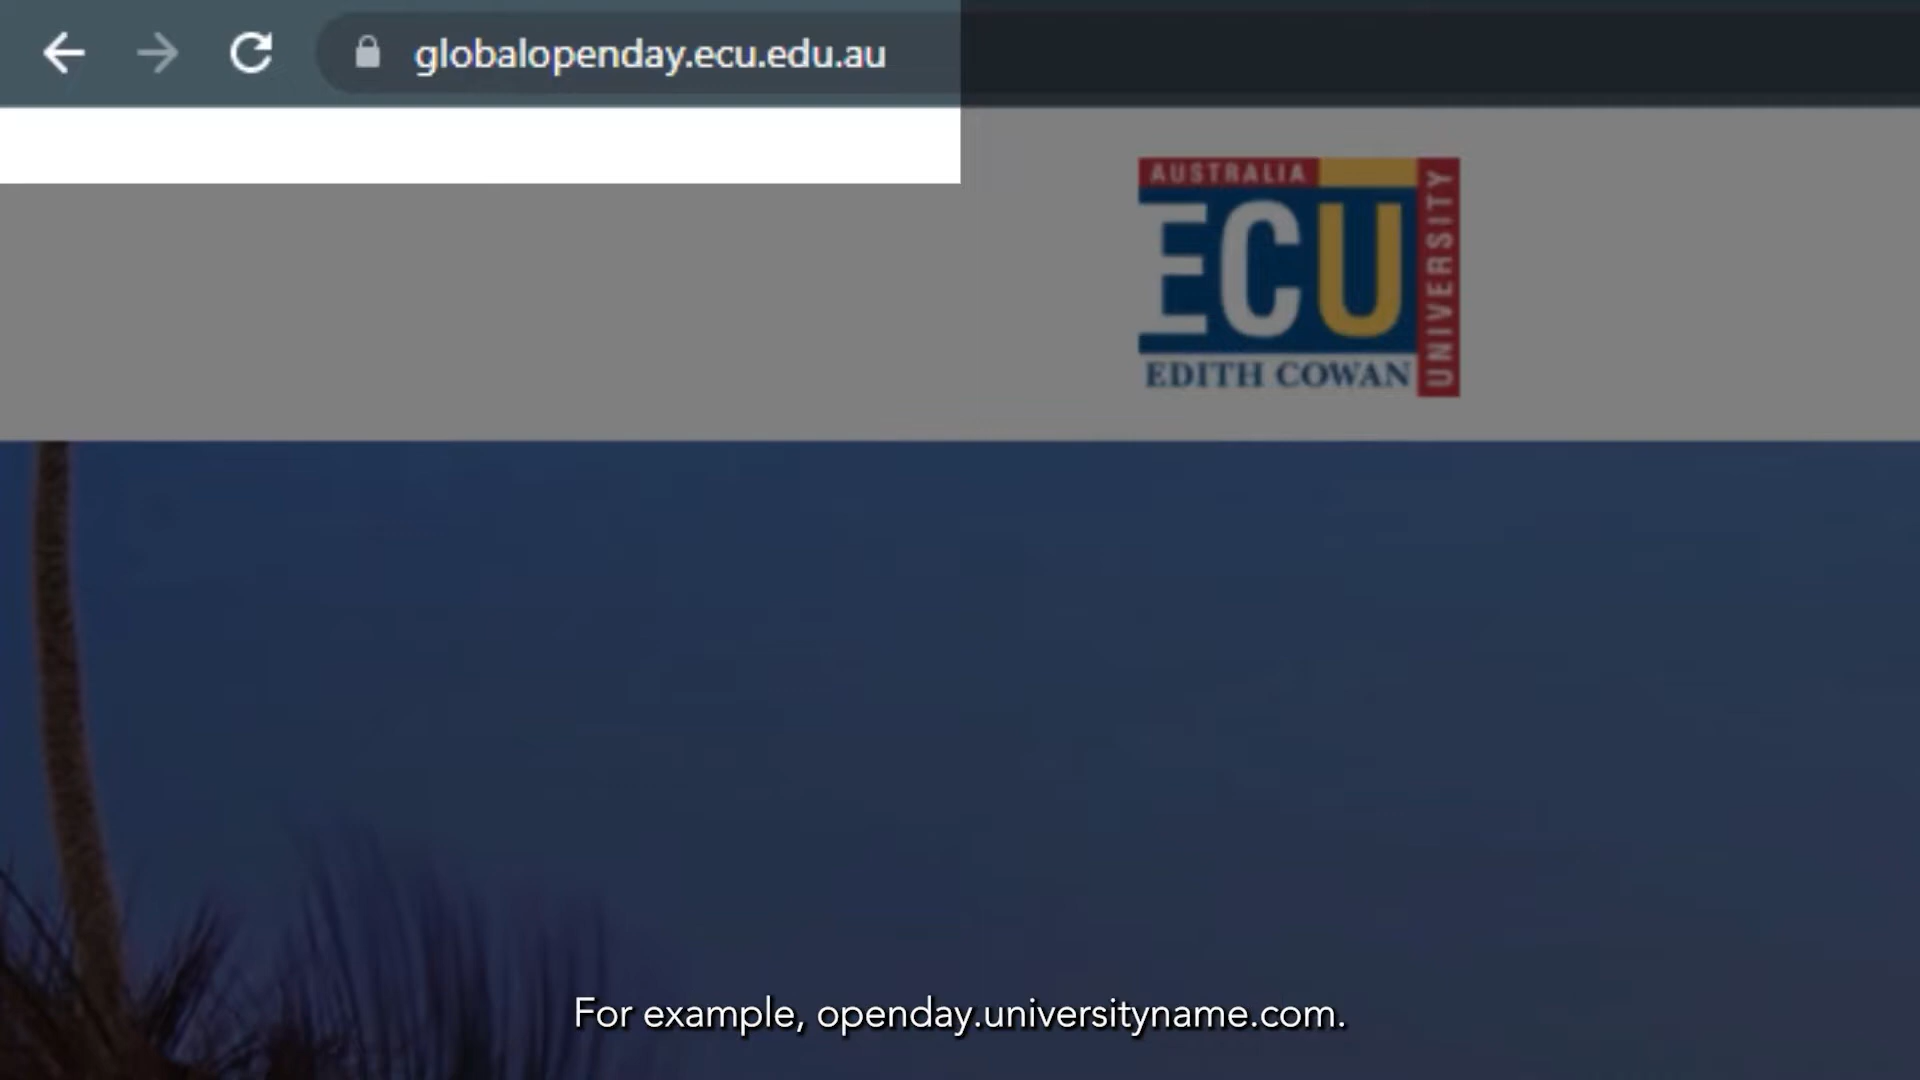 globalopenday.ecu.edu.au
AUSTRALIA
ECU
EDITH COWAN
UNIVERSITY
For example, openday.universityname.com.